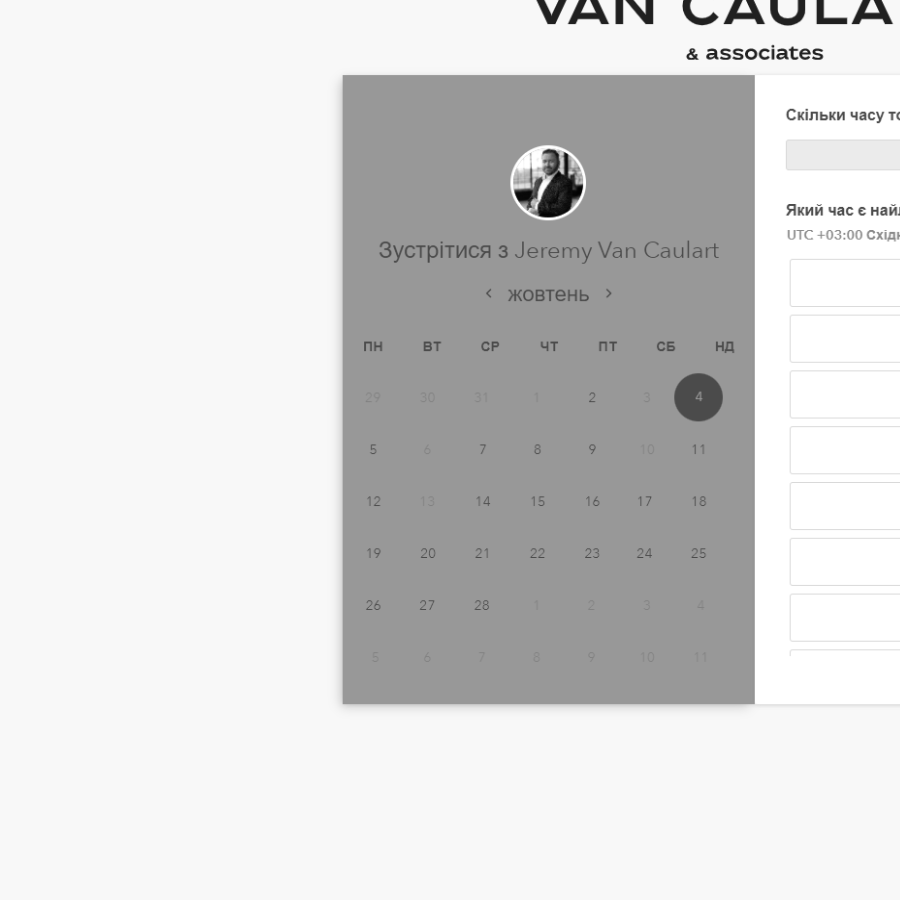 VAN CAULA
& associates
Зустрітися з Jeremy Van Caulart
жовтень
ПН ВТ СР ЧТ ПТ СБ НД
29 30 31 1 2 3 4
5 6 7 8 9 10 11
12 13 14 15 16 17 18
19 20 21 22 23 24 25
26 27 28 1 2 3 4
5 6 7 8 9 10 11
Скільки часу
Який час є
UTC +03:00